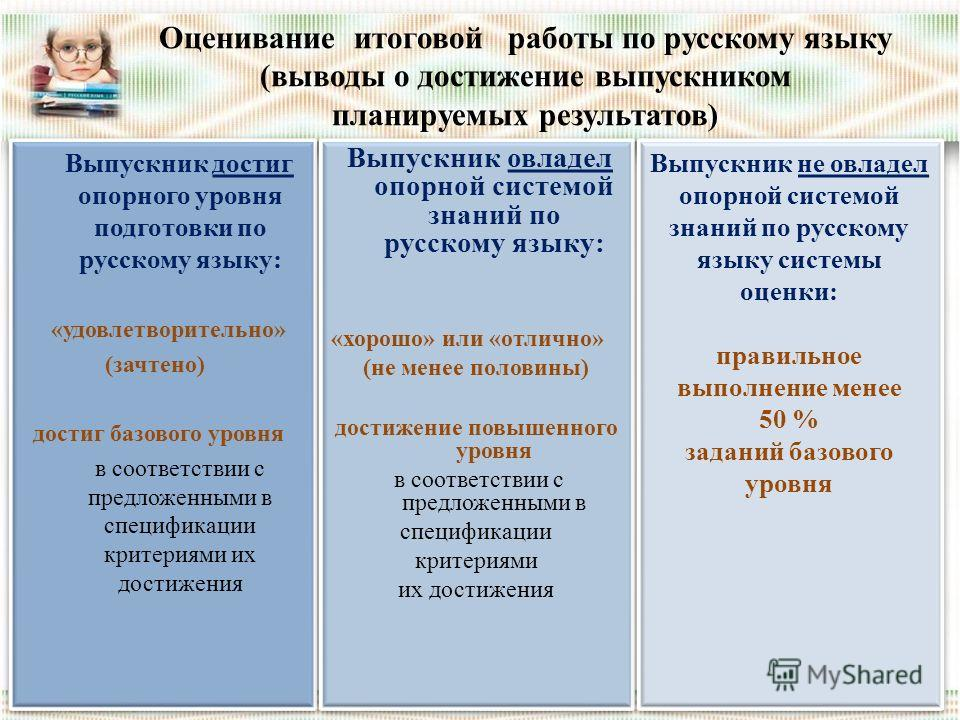 Оценивание итоговой работы по русскому языку
(выводы о достижение выпускником
планируемых результатов)
Выпускник достиг
опорного уровня
подготовки по
русскому языку:
«удовлетворительно»
(зачтено)
достиг базового уровня
в соответствии с
предложенными в
спецификации
критериями их
достижения
Выпускник овладел
опорной системой
знаний по
русскому языку:
«хорошо» или «отлично»
(не менее половины)
достижение повышенного
уровня
в соответствии с
предложенными в
спецификации
критериями
их достижения
Выпускник не овладел
опорной системой
знаний по русскому
языку системы
оценки:
правильное
выполнение менее
50 %
заданий базового
уровня
MyShared